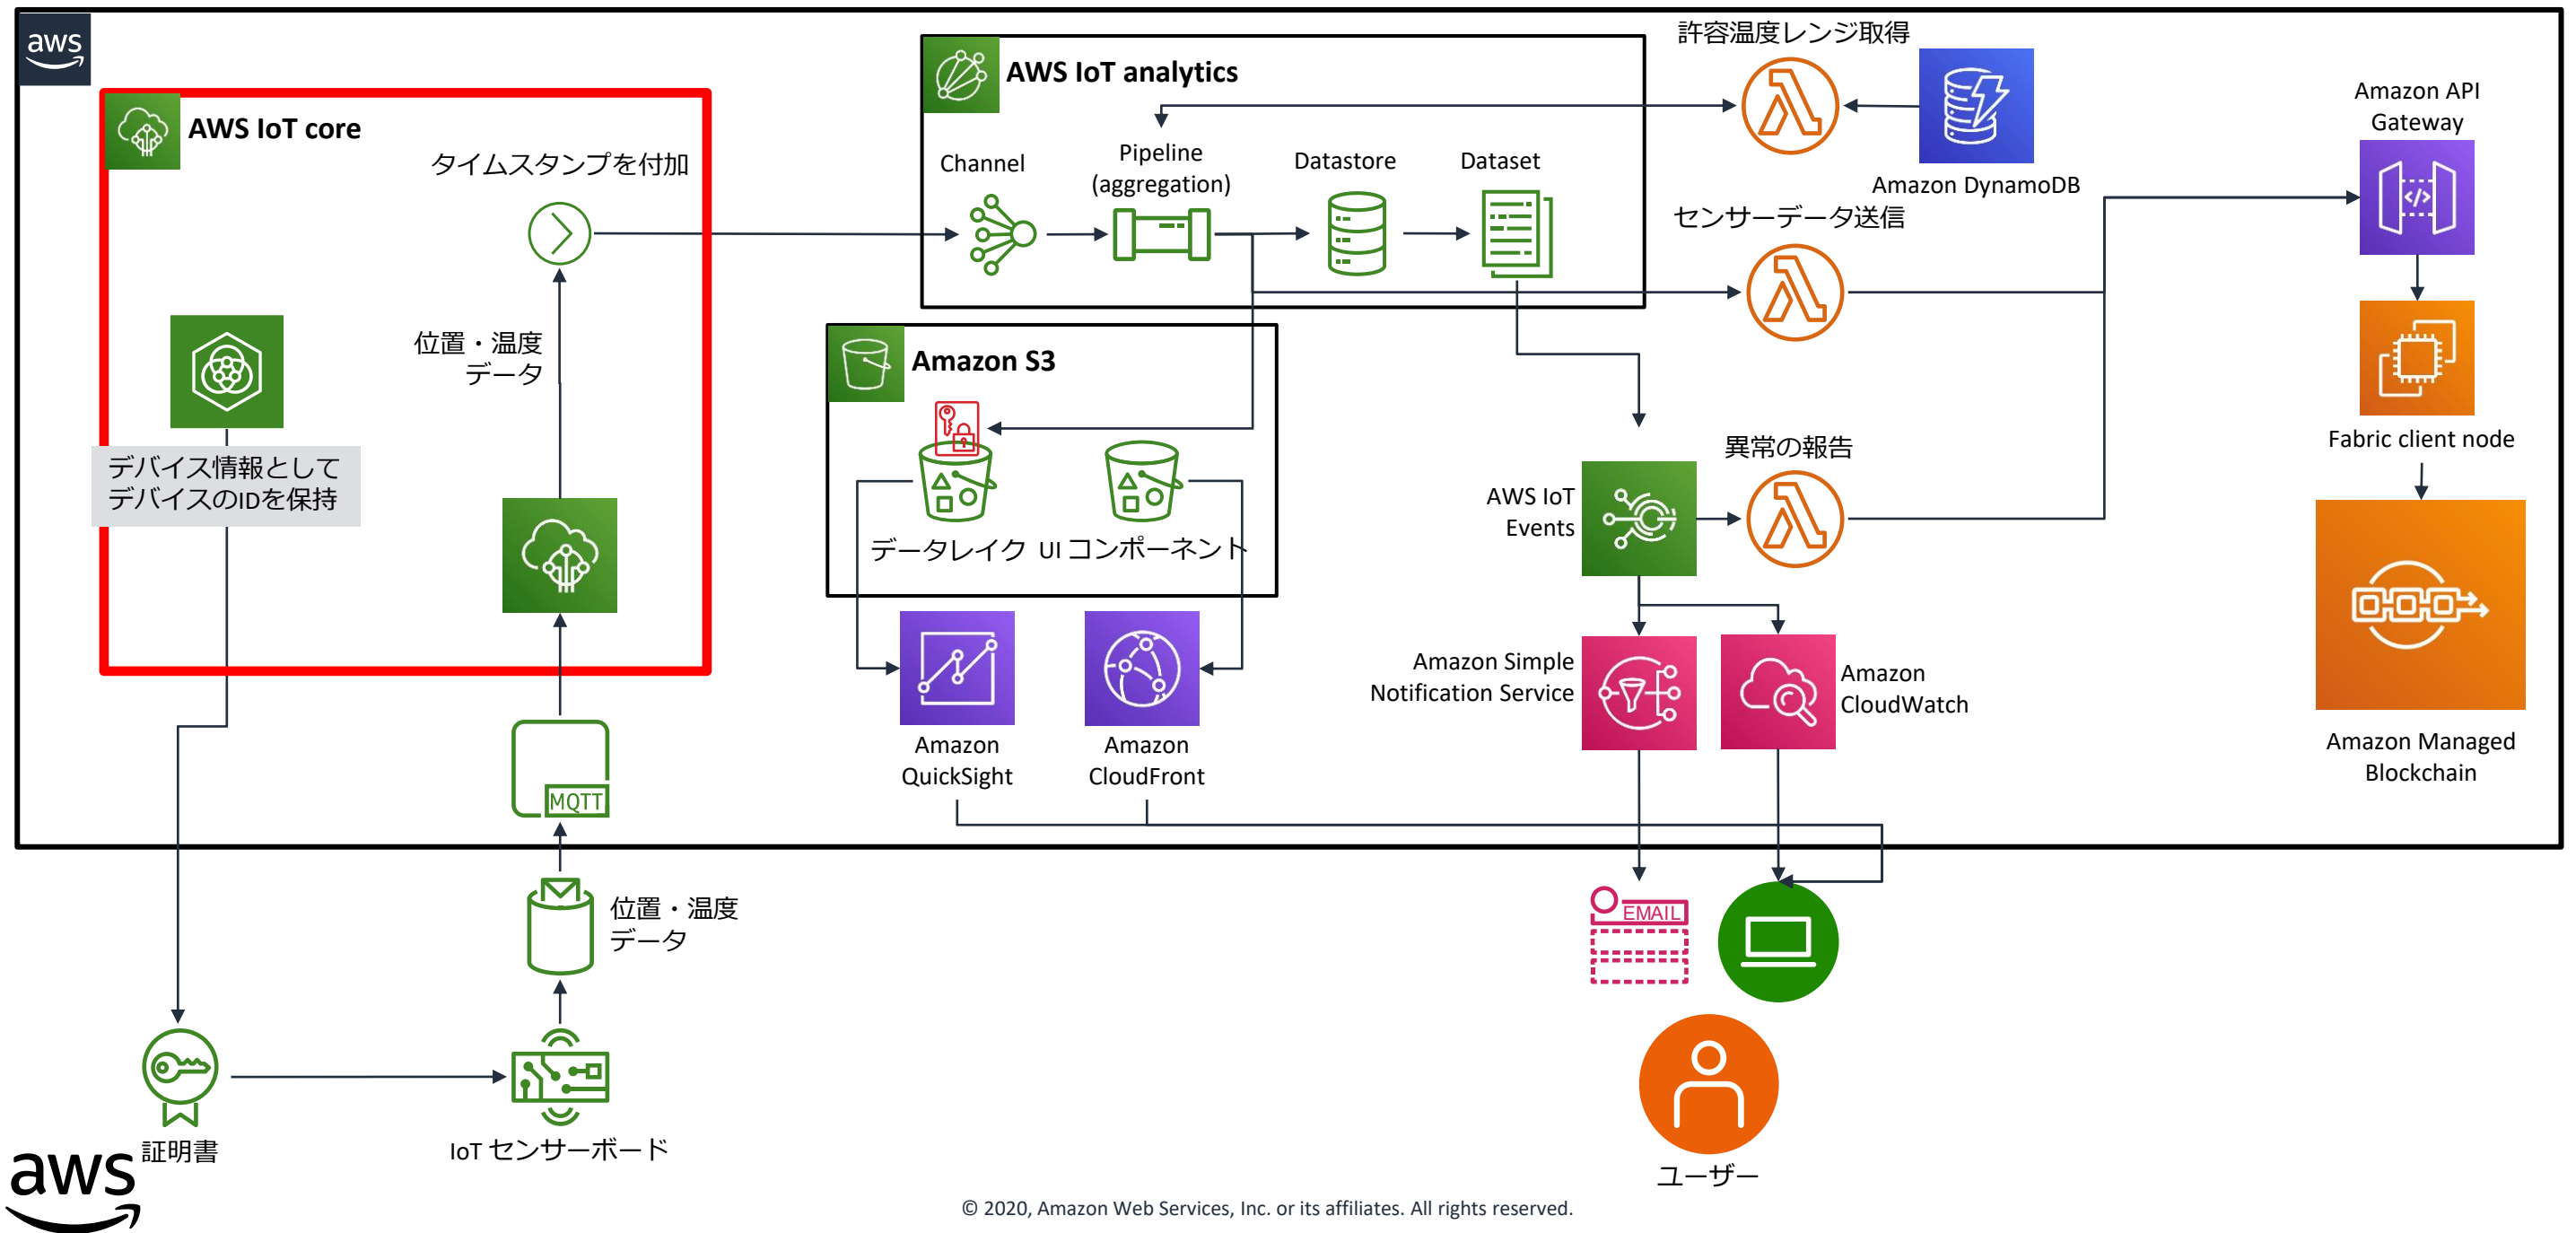 aws
AWS IoT core
タイムスタンプを付加
位置・温度
データ
デバイス情報として
デバイスのIDを保持
MQTT
位置・温度
データ
証明書
IoT センサーボード
AWS IoT analytics
Channel
Pipeline
(aggregation)
Datastore
Dataset
Amazon S3
データレイク
UI コンポーネント
Amazon
QuickSight
Amazon
CloudFront
許容温度レンジ取得
Amazon DynamoDB
センサーデータ送信
異常の報告
AWS IoT
Events
Amazon Simple
Notification Service
Amazon
CloudWatch
EMAIL
ユーザー
Amazon API
Gateway
</>
Fabric client node
Amazon Managed
Blockchain
aws
© 2020, Amazon Web Services, Inc. or its affiliates. All rights reserved.